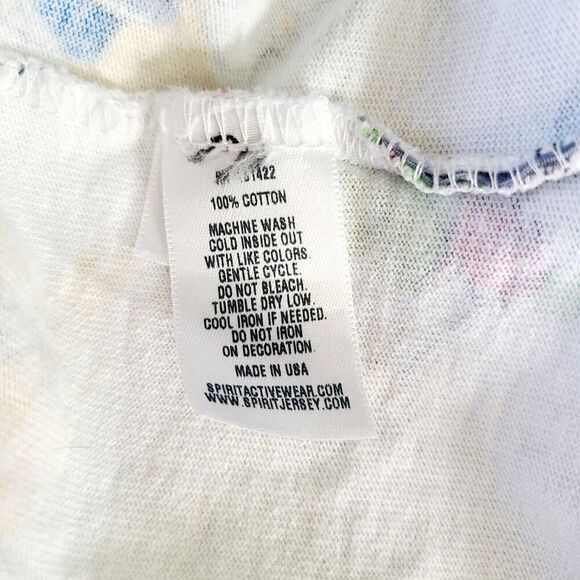 1422
100% COTTON
MACHINE WASH
COLD INSIDE OUT
WITH LIKE COLORS.
GENTLE CYCLE.
DO NOT BLEACH.
TUMBLE DRY LOW.
COOL IRON IF NEEDED.
DO NOT IRON
ON DECORATION.
MADE IN USA
SPIRITACTIVEWEAR.COM
WWW.SPIRITJERSEY.COM